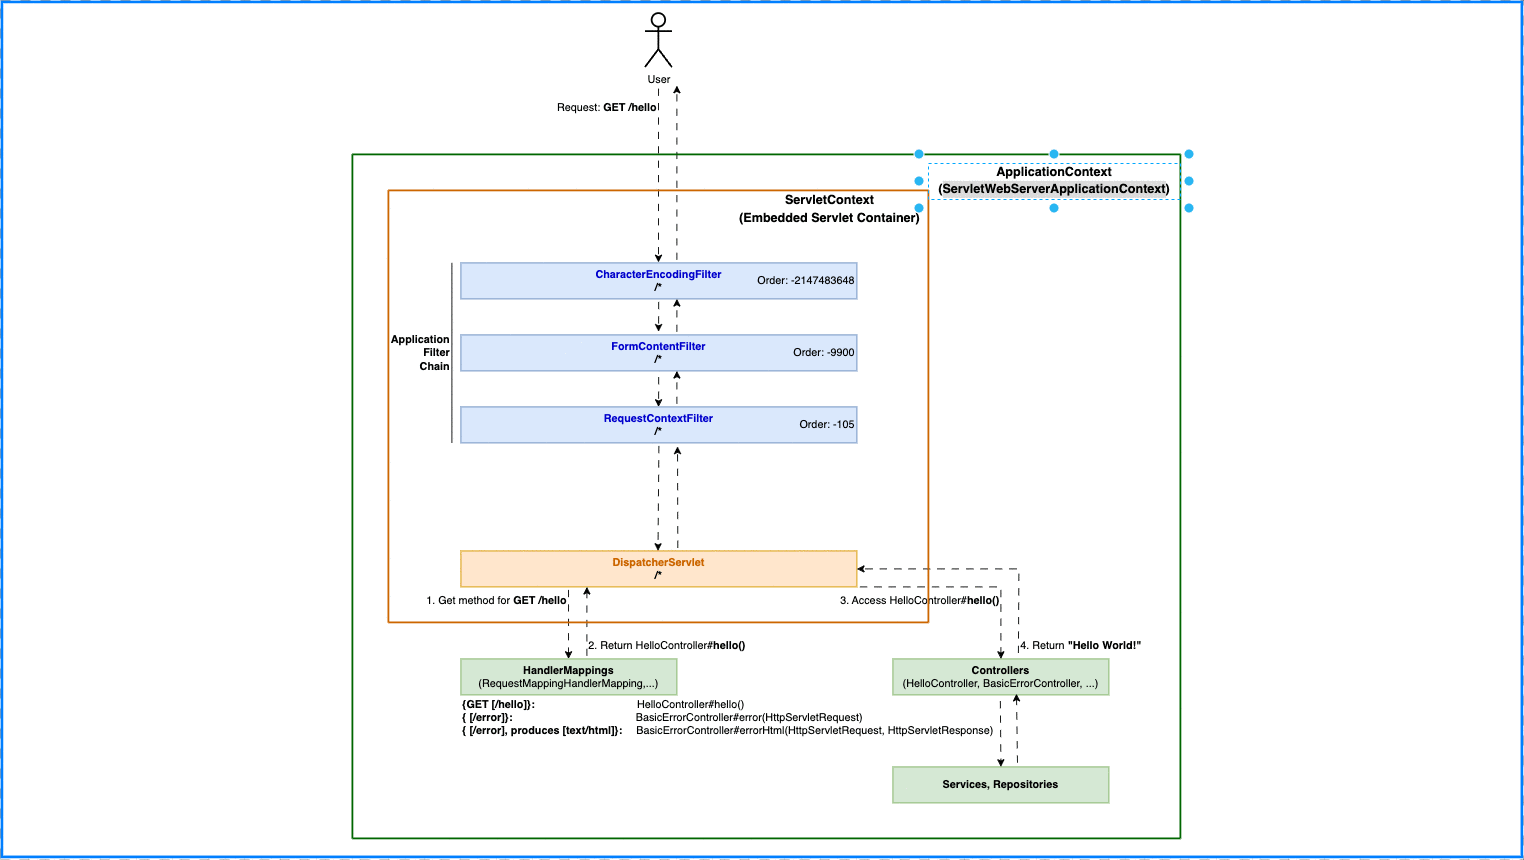 User
Request: GET /hello
ApplicationContext
(ServletWebServerApplicationContext)
ServletContext
(Embedded Servlet Container)
CharacterEncodingFilter
/*
Order: -2147483648
Application
Filter
Chain
FormContentFilter
/*
Order: -9900
RequestContextFilter
/*
Order: -105
DispatcherServlet
/*
1. Get method for GET /hello
3. Access HelloController#hello()
2. Return HelloController#hello()
4. Return "Hello World!"
HandlerMappings
(RequestMappingHandlerMapping,...)
Controllers
(HelloController, BasicErrorController, ...)
{GET [/hello]}: HelloController#hello()
{ [/error]}: BasicErrorController#error(HttpServletRequest)
{ [/error], produces [text/html]}: BasicErrorController#errorHtml(HttpServletRequest, HttpServletResponse)
Services, Repositories